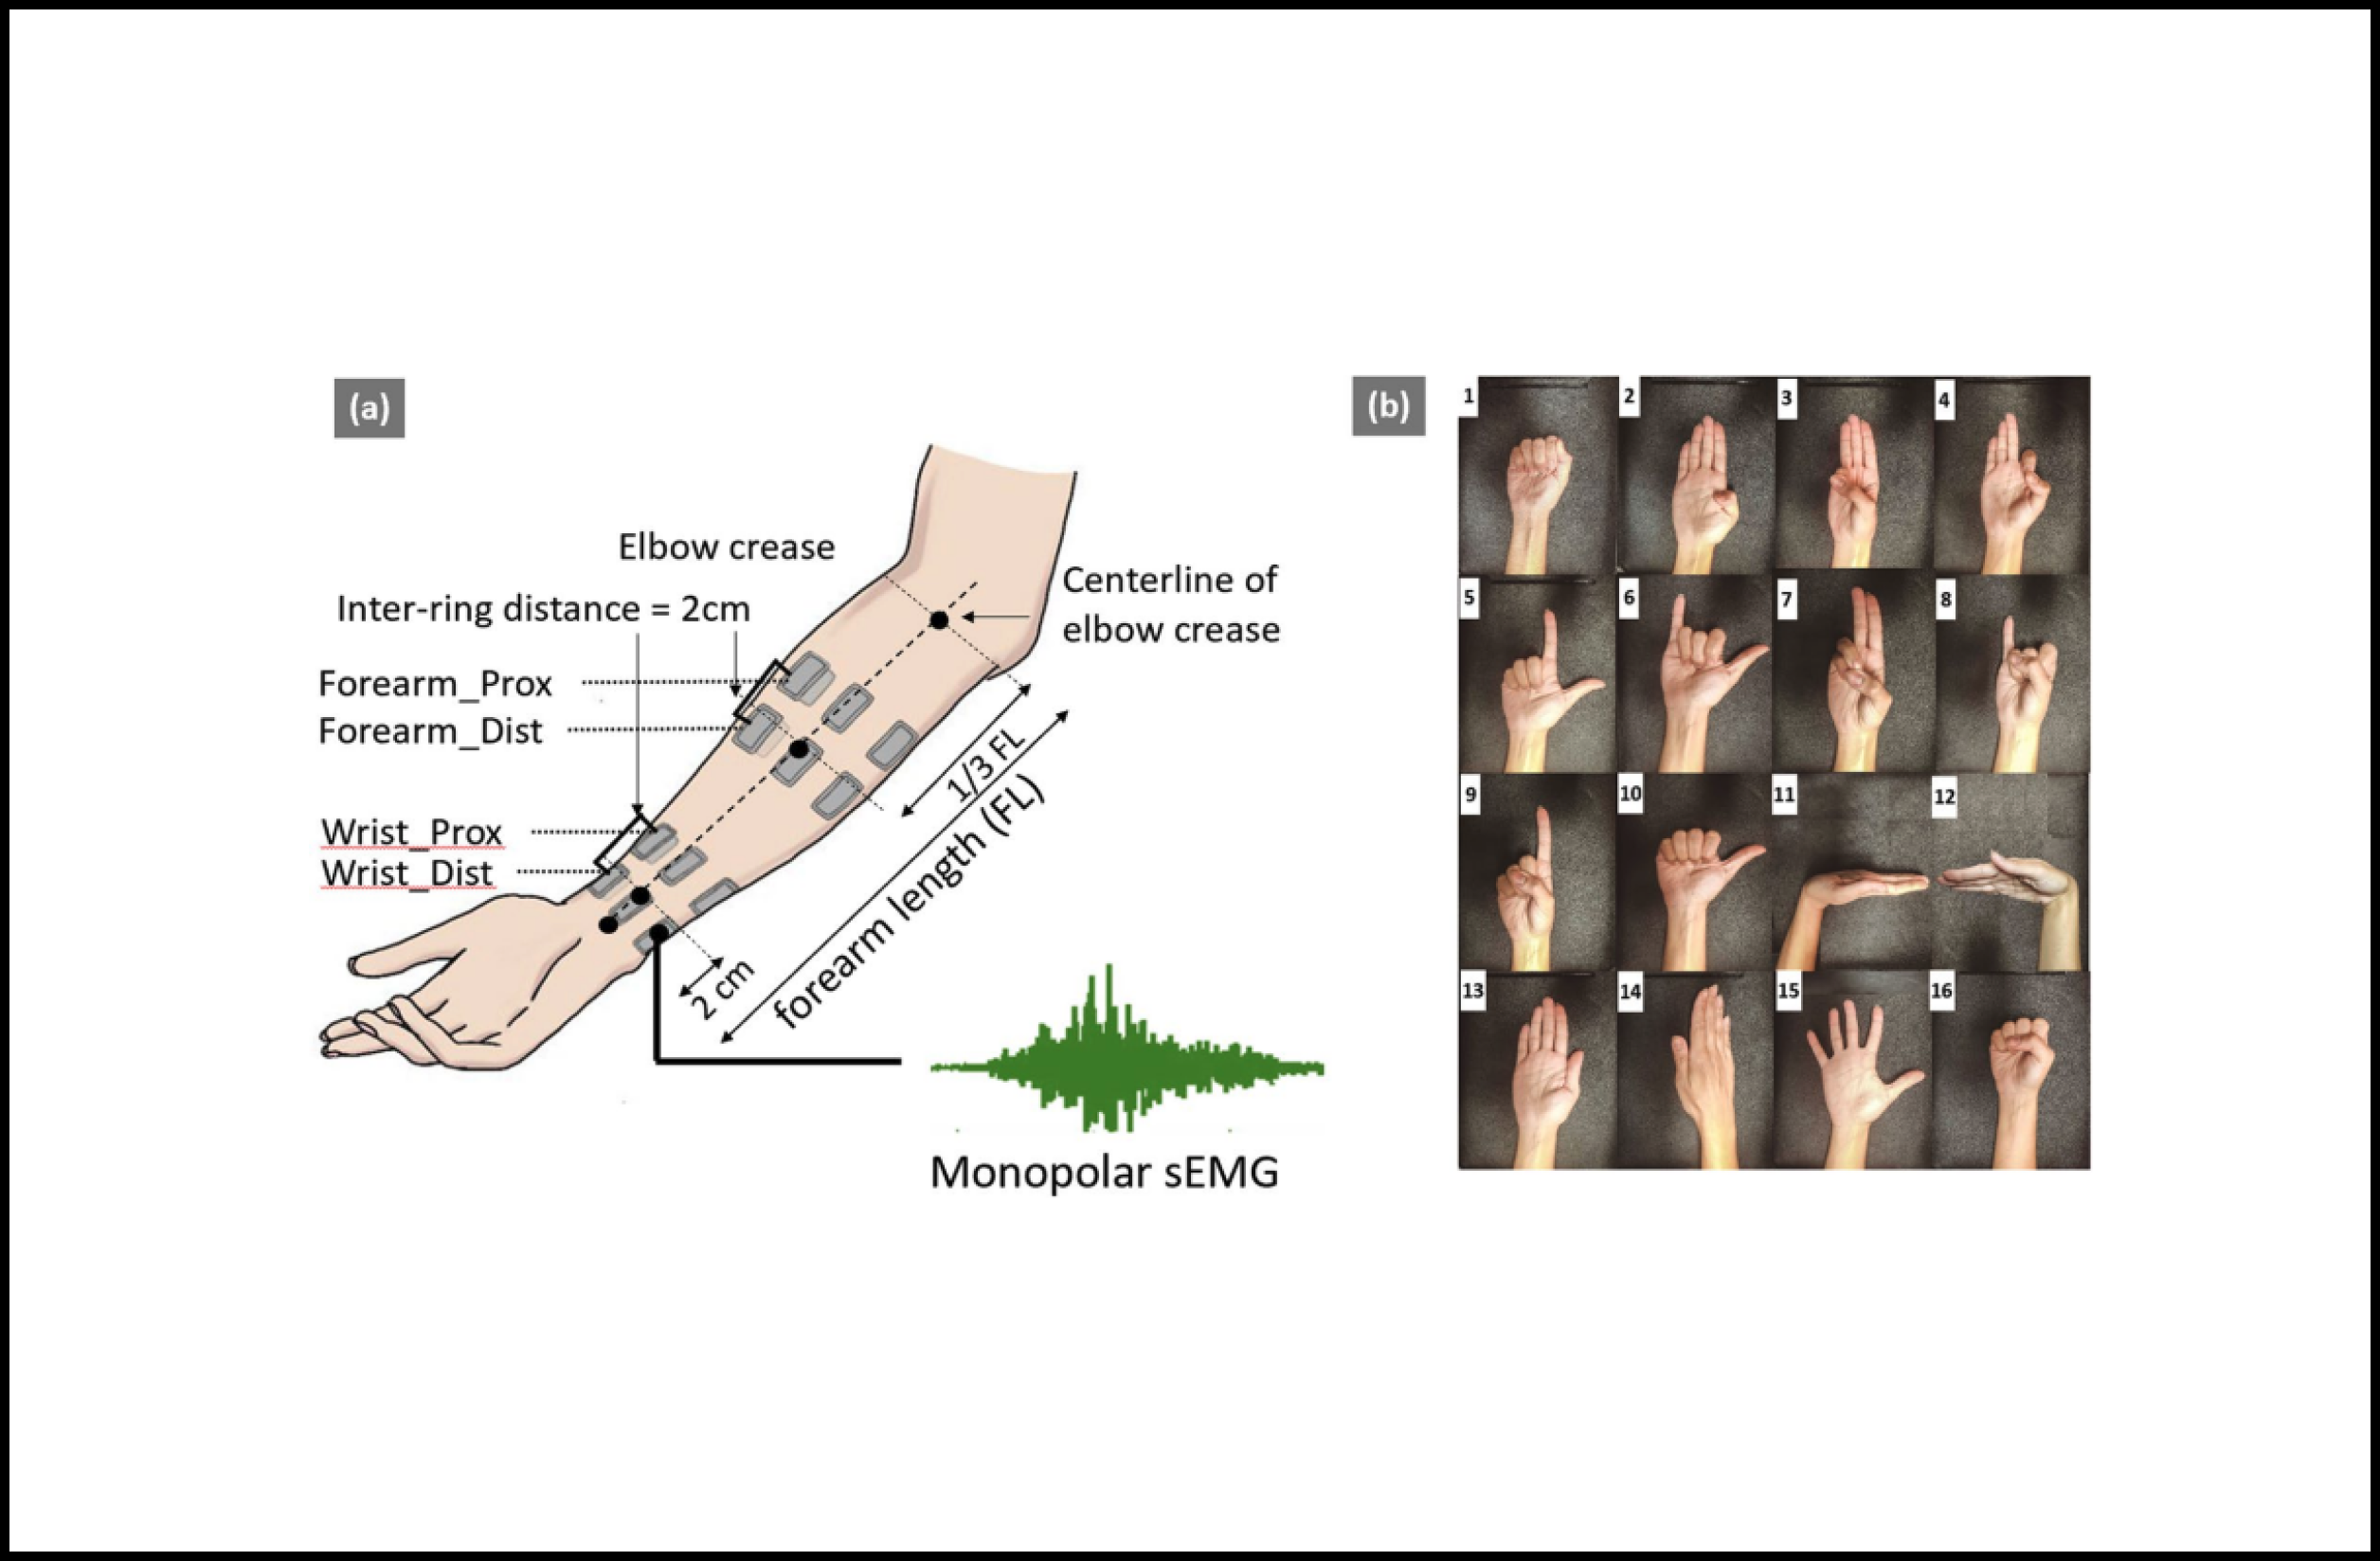 (a)
Elbow crease
Inter-ring distance = 2cm
Forearm_Prox
Forearm_Dist
Wrist_Prox
Wrist_Dist
Centerline of
elbow crease
1/3 FL
forearm length (FL)
2 cm
Monopolar sEMG
(b)
1 2 3 4
5 6 7 8
9 10 11 12
13 14 15 16